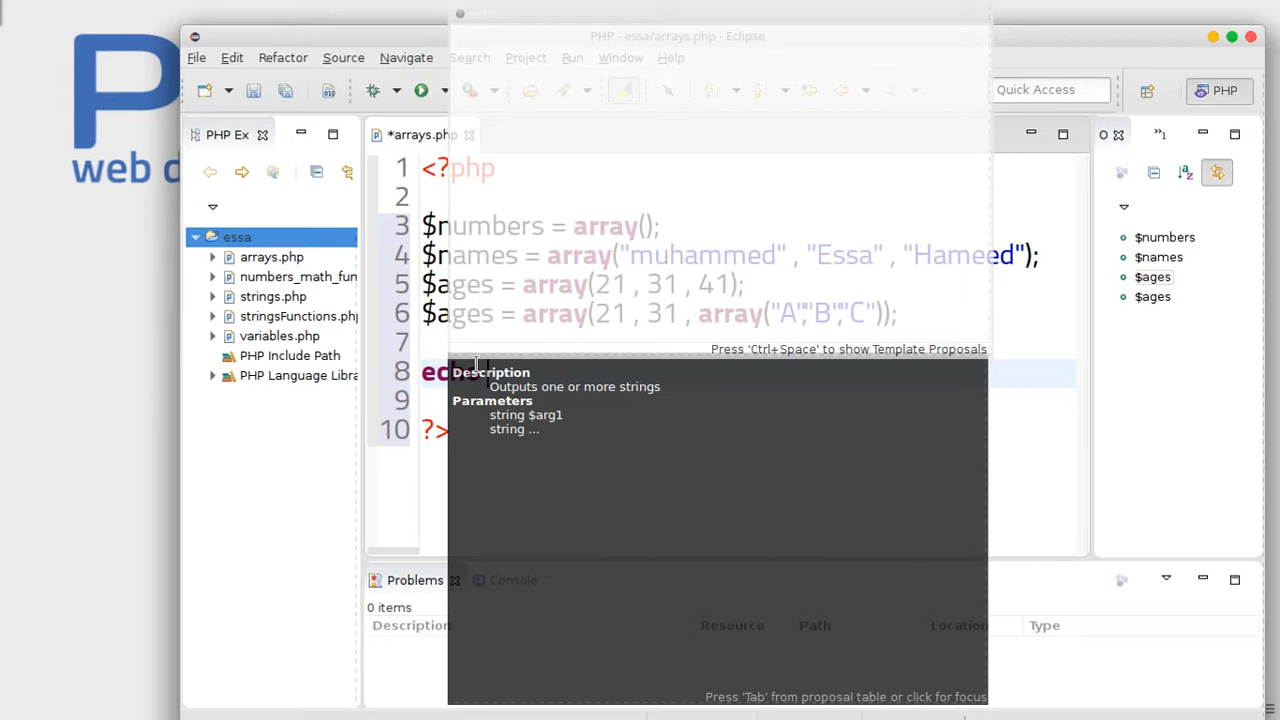 P
web d
PHP - essa/arrays.php - Eclipse
File Edit Refactor Source Navigate Search Project Run Window Help
Quick Access
PHP
PHP Ex
*arrays.php
O
1 <?php
2
3 $numbers = array();
4 $names = array("muhammed" , "Essa" , "Hameed");
5 $ages = array(21 , 31 , 41);
6 $ages = array(21 , 31 , array("A","B","C"));
7
8 echo
9
10 ?>
essa
arrays.php
numbers_math_fun
strings.php
stringsFunctions.php
variables.php
PHP Include Path
PHP Language Libra
$numbers
$names
$ages
$ages
Press 'Ctrl+Space' to show Template Proposals
Description
Outputs one or more strings
Parameters
string $arg1
string ...
Press 'Tab' from proposal table or click for focus
Problems Console
0 items
Description Resource Path Location Type